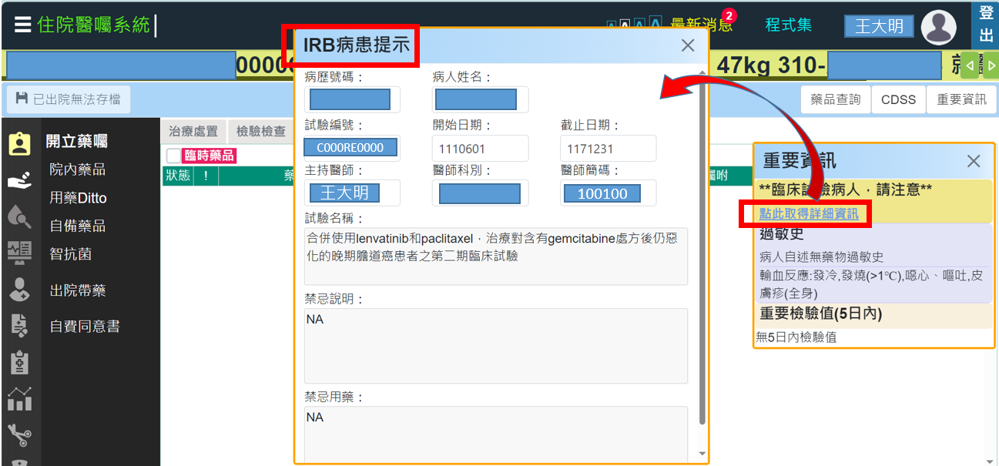 住院醫囑系統
A A A A
最新消息
2
程式集
王大明
登出
0000
47kg 310-
就醫
已出院無法存檔
藥品查詢
CDSS
重要資訊
開立藥囑
院內藥品
用藥Ditto
自備藥品
智抗菌
出院帶藥
自費同意書
治療處置
檢驗檢查
臨時藥品
狀態
!
藥
囑咐
IRB病患提示
病歷號碼：
病人姓名：
試驗編號：
開始日期：
截止日期：
C000RE0000
1110601
1171231
主持醫師：
醫師科別：
醫師簡碼：
王大明
100100
試驗名稱：
合併使用lenvatinib和paclitaxel，治療對含有gemcitabine處方後仍惡
化的晚期膽道癌患者之第二期臨床試驗
禁忌說明：
NA
禁忌用藥：
NA
重要資訊
**臨床試驗病人，請注意**
點此取得詳細資訊
過敏史
病人自述無藥物過敏史
輸血反應:發冷,發燒(>1℃),噁心、嘔吐,皮
膚疹(全身)
重要檢驗值(5日內)
無5日內檢驗值